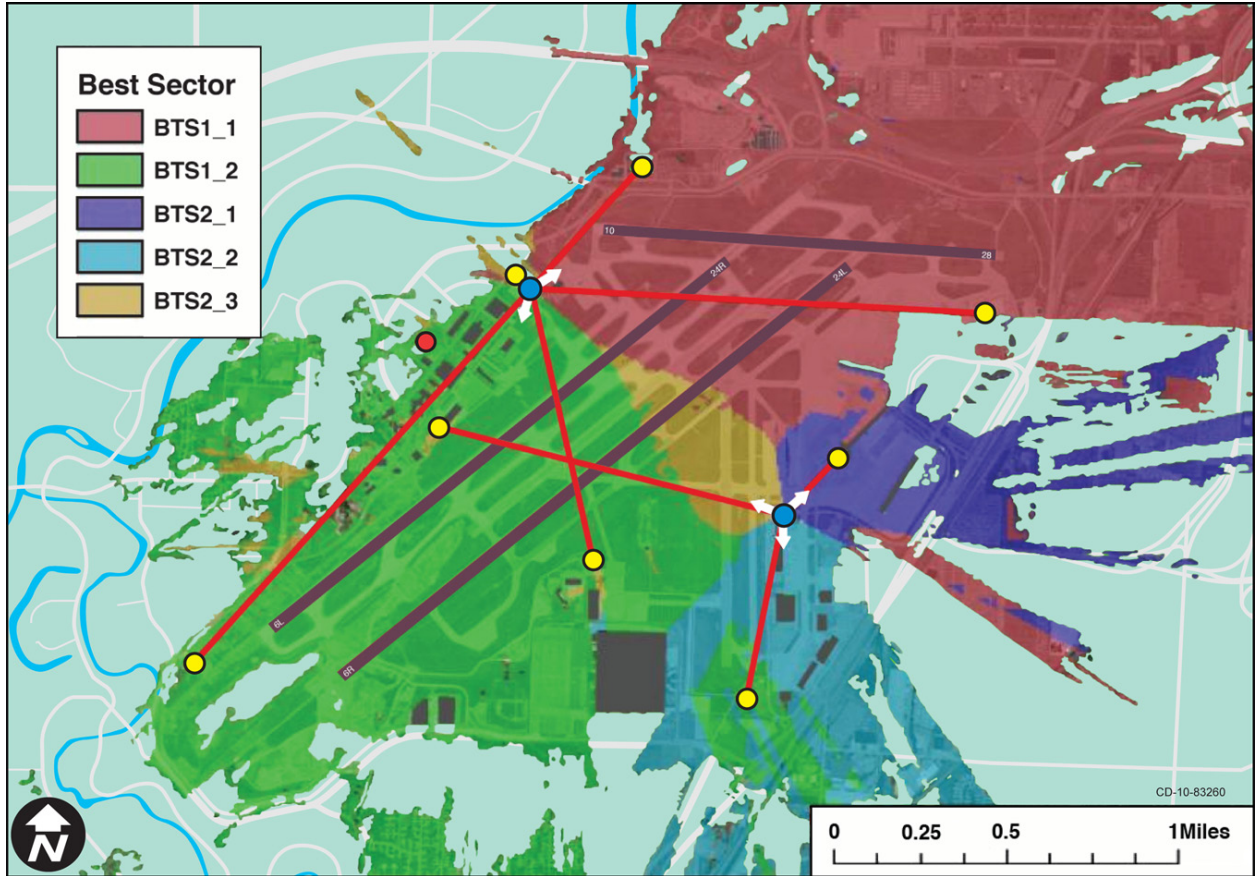 Best Sector
BTS1_1
BTS1_2
BTS2_1
BTS2_2
BTS2_3
10
28
24R
24L
6L
6R
CD-10-83260
N
0 0.25 0.5 1Miles